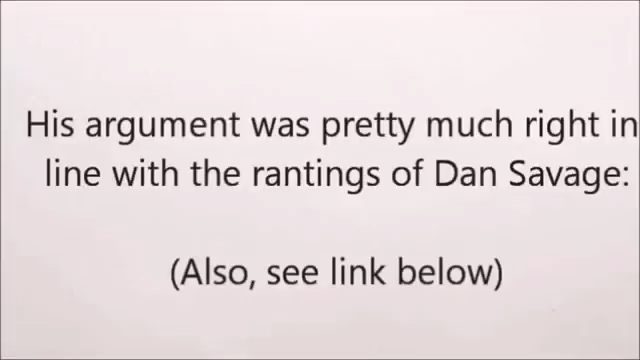 His argument was pretty much right in
line with the rantings of Dan Savage:
(Also, see link below)